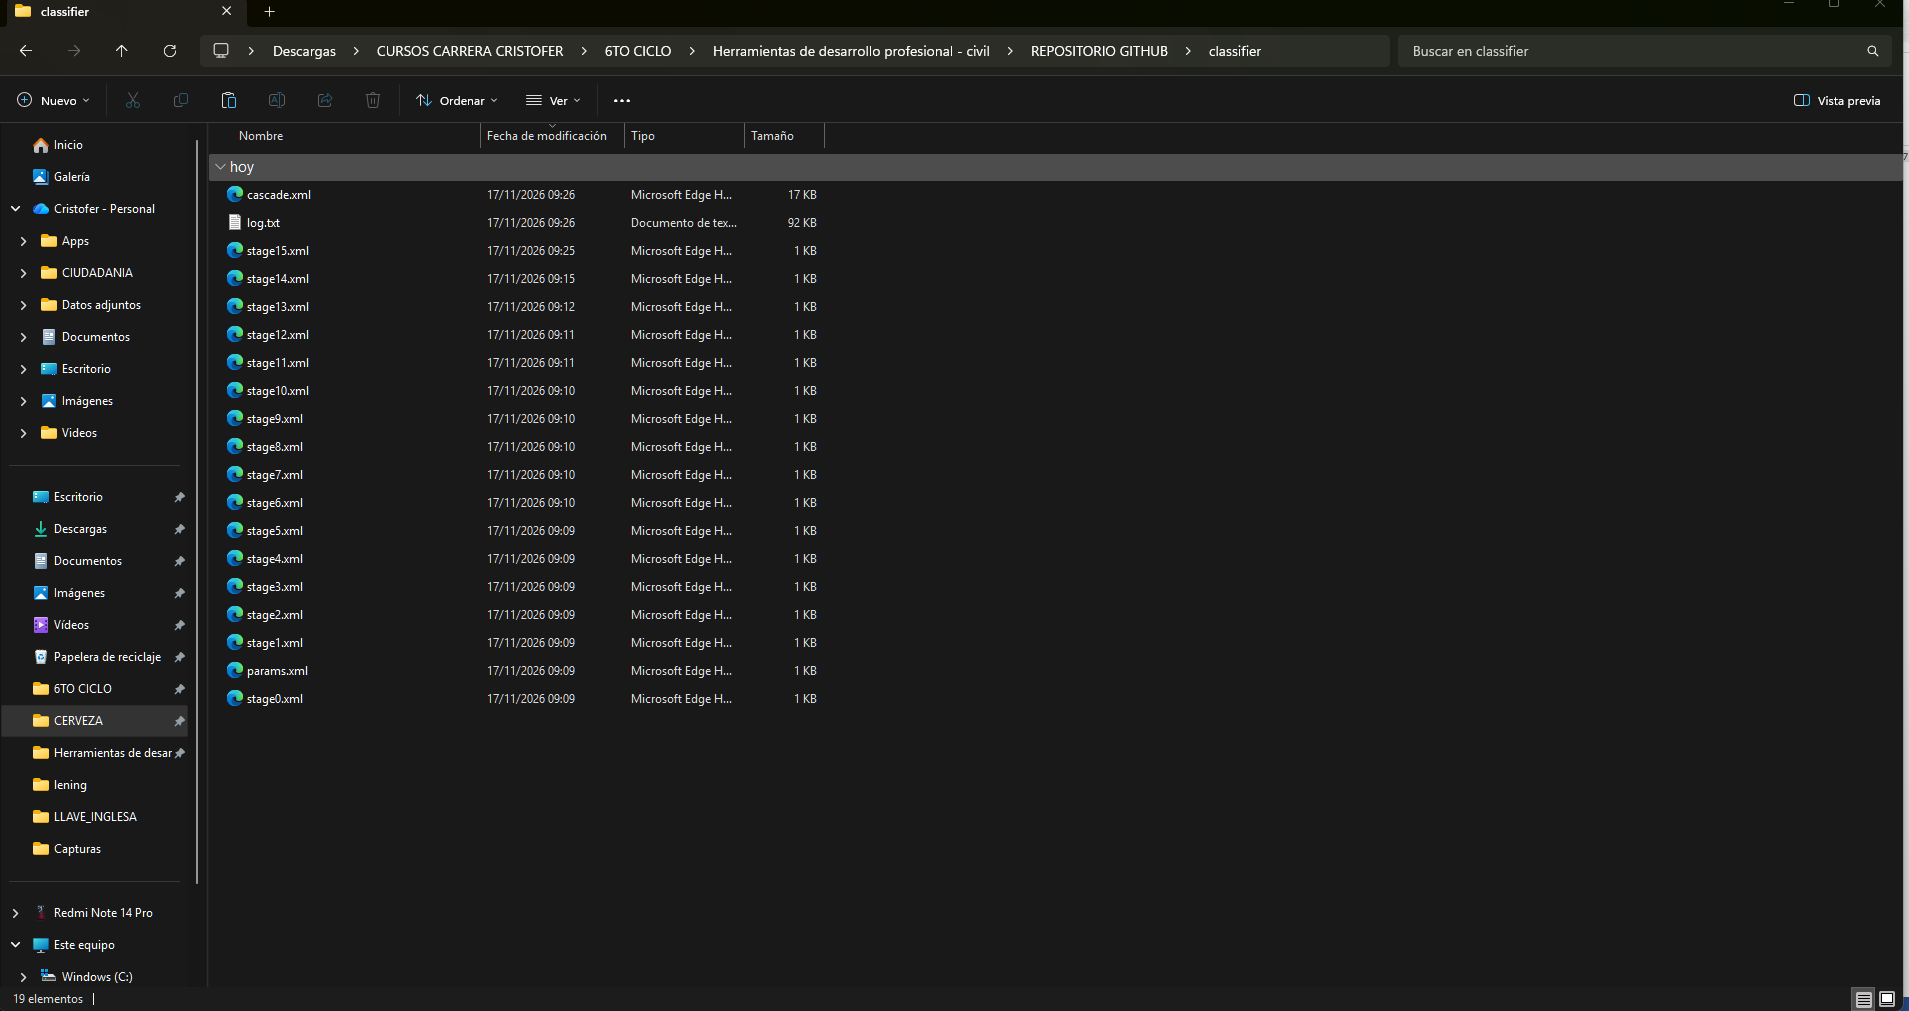 classifier
Descargas > CURSOS CARRERA CRISTOFER > 6TO CICLO > Herramientas de desarrollo profesional - civil > REPOSITORIO GITHUB > classifier
Buscar en classifier
Nuevo
Ordenar
Ver
Vista previa
Nombre Fecha de modificación Tipo Tamaño
hoy
cascade.xml 17/11/2026 09:26 Microsoft Edge H... 17 KB
log.txt 17/11/2026 09:26 Documento de tex... 92 KB
stage15.xml 17/11/2026 09:25 Microsoft Edge H... 1 KB
stage14.xml 17/11/2026 09:15 Microsoft Edge H... 1 KB
stage13.xml 17/11/2026 09:12 Microsoft Edge H... 1 KB
stage12.xml 17/11/2026 09:11 Microsoft Edge H... 1 KB
stage11.xml 17/11/2026 09:11 Microsoft Edge H... 1 KB
stage10.xml 17/11/2026 09:10 Microsoft Edge H... 1 KB
stage9.xml 17/11/2026 09:10 Microsoft Edge H... 1 KB
stage8.xml 17/11/2026 09:10 Microsoft Edge H... 1 KB
stage7.xml 17/11/2026 09:10 Microsoft Edge H... 1 KB
stage6.xml 17/11/2026 09:10 Microsoft Edge H... 1 KB
stage5.xml 17/11/2026 09:09 Microsoft Edge H... 1 KB
stage4.xml 17/11/2026 09:09 Microsoft Edge H... 1 KB
stage3.xml 17/11/2026 09:09 Microsoft Edge H... 1 KB
stage2.xml 17/11/2026 09:09 Microsoft Edge H... 1 KB
stage1.xml 17/11/2026 09:09 Microsoft Edge H... 1 KB
params.xml 17/11/2026 09:09 Microsoft Edge H... 1 KB
stage0.xml 17/11/2026 09:09 Microsoft Edge H... 1 KB
Inicio
Galería
Cristofer - Personal
Apps
CIUDADANIA
Datos adjuntos
Documentos
Escritorio
Imágenes
Videos
Escritorio
Descargas
Documentos
Imágenes
Vídeos
Papelera de reciclaje
6TO CICLO
CERVEZA
Herramientas de desar
lening
LLAVE_INGLESA
Capturas
Redmi Note 14 Pro
Este equipo
Windows (C:)
19 elementos